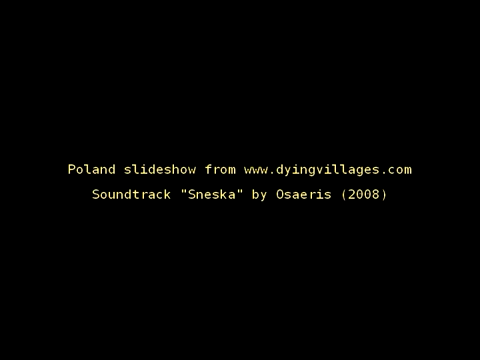 Poland slideshow from www.dyingvillages.com
Soundtrack "Sneska" by Osaeris (2008)